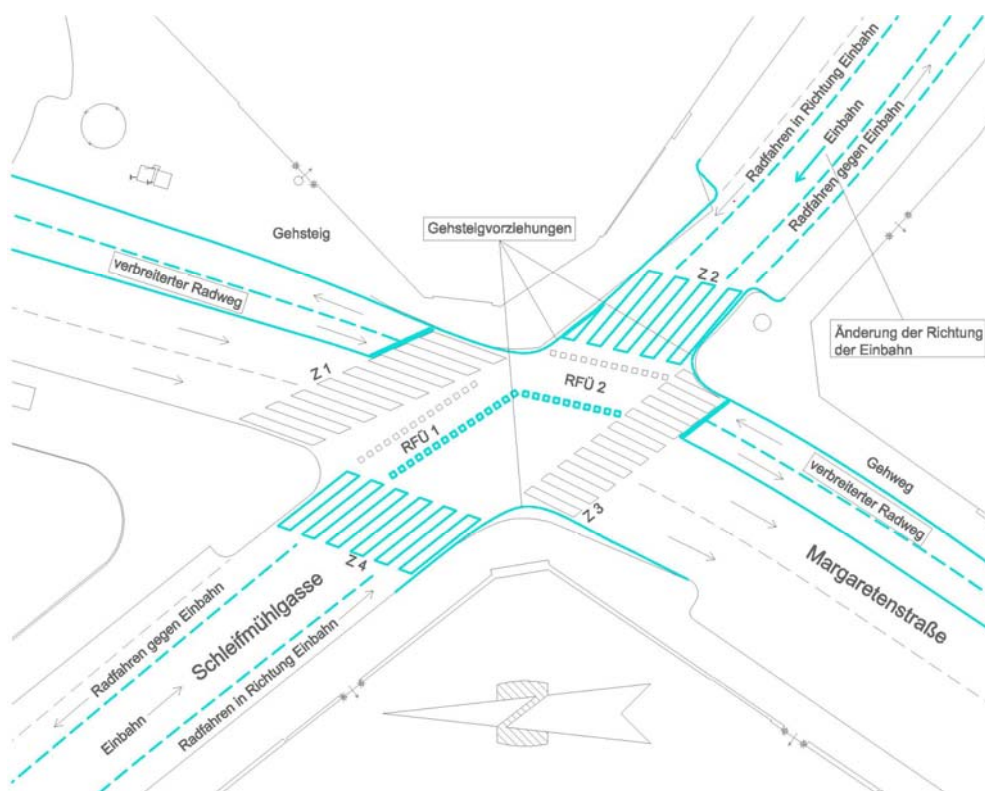 Radfahren in Richtung Einbahn
Einbahn
Radfahren gegen Einbahn
Gehsteig
Gehsteigvorziehungen
verbreiterter Radweg
Z 2
Änderung der Richtung
der Einbahn
Z 1
RFÜ 2
RFÜ 1
Gehweg
verbreiterter Radweg
Z 3
Z 4
Margaretenstraße
Schleifmühlgasse
Radfahren gegen Einbahn
Einbahn
Radfahren in Richtung Einbahn